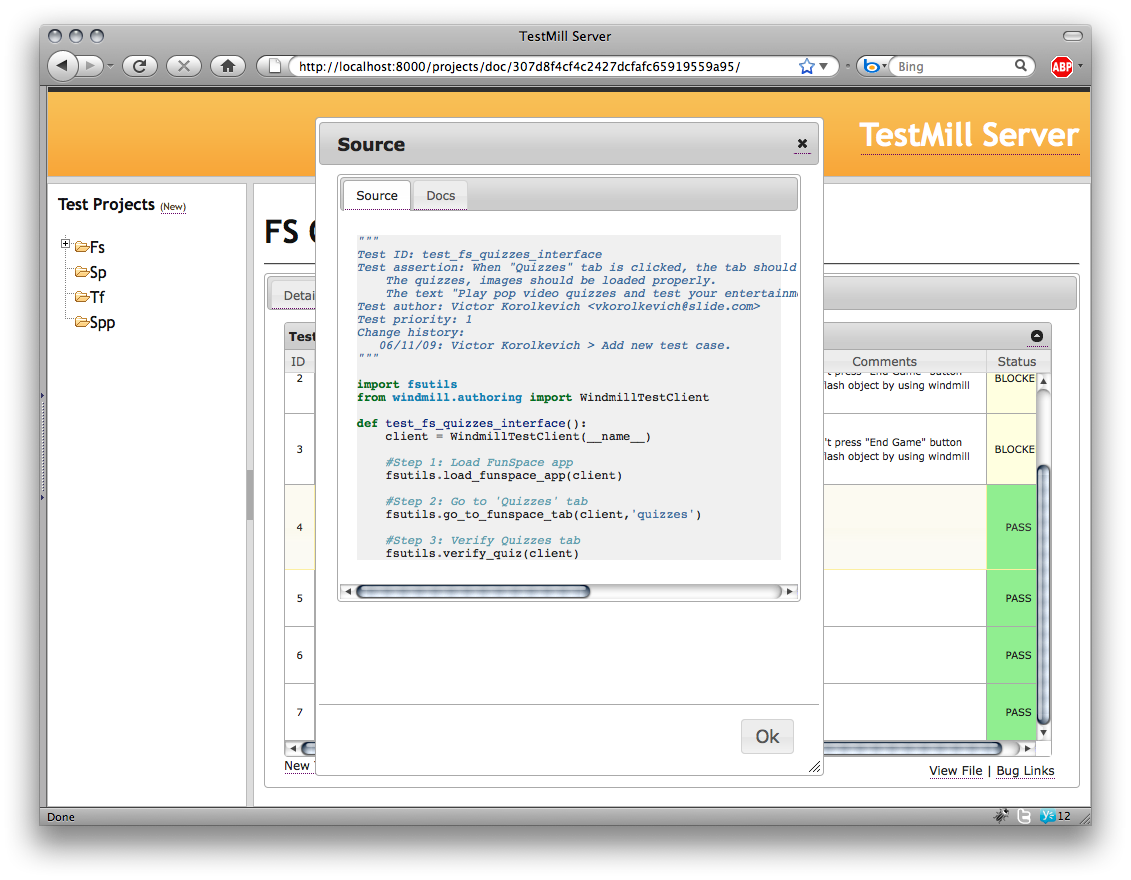 TestMill Server
http://localhost:8000/projects/doc/307d8f4cf4c2427dcfafc65919559a95/
Bing
ABP
TestMill Server
Source
Test Projects (New)
Fs
Sp
Tf
Spp
FS
Source Docs
"""
Test ID: test_fs_quizzes_interface
Test assertion: When "Quizzes" tab is clicked, the tab should
The quizzes, images should be loaded properly.
The text "Play pop video quizzes and test your entertainm
Test author: Victor Korolkevich <vkorolkevich@slide.com>
Test priority: 1
Change history:
06/11/09: Victor Korolkevich > Add new test case.
"""
import fsutils
from windmill.authoring import WindmillTestClient
def test_fs_quizzes_interface():
client = WindmillTestClient(__name__)
#Step 1: Load FunSpace app
fsutils.load_funspace_app(client)
#Step 2: Go to 'Quizzes' tab
fsutils.go_to_funspace_tab(client,'quizzes')
#Step 3: Verify Quizzes tab
fsutils.verify_quiz(client)
Ok
Detai
Test
ID Comments Status
2 't press "End Game" button BLOCKE
lash object by using windmill
3 't press "End Game" button BLOCKE
lash object by using windmill
4 PASS
5 PASS
6 PASS
7 PASS
New
View File | Bug Links
Done
12